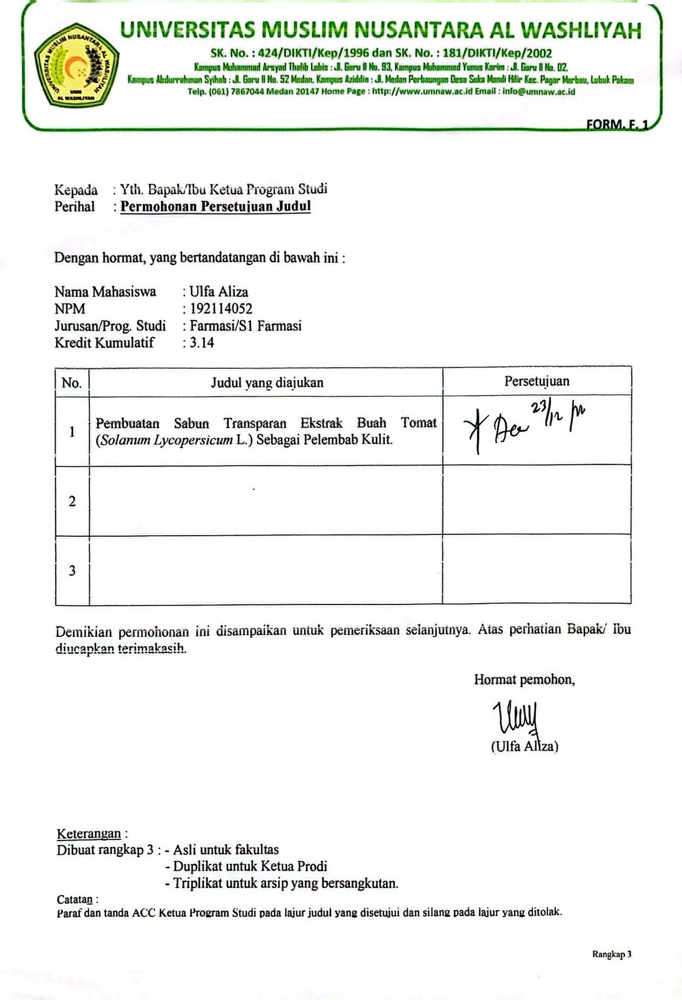 UNIVERSITAS MUSLIM NUSANTARA AL WASHLIYAH
SK. No. : 424/DIKTI/Kep/1996 dan SK. No. : 181/DIKTI/Kep/2002
Kampus Muhammad Arsyad Thalib Lubis : Jl. Garu II No. 93, Kampus Muhammad Yunus Karim : Jl. Garu II No. 02,
Kampus Abdurrahman Syihab : Jl. Garu II No. 52 Medan, Kampus Aziddin : Jl. Medan Perbaungan Desa Suka Mandi Hilir Kec. Pagar Merbau, Lubuk Pakam
Telp. (061) 7867044 Medan 20147 Home Page : http://www.umnaw.ac.id Email : info@umnaw.ac.id
UNIVERSITAS MUSLIM NUSANTARA AL WASHLIYAH
UMN
AL WASHLIYAH
FORM. F. 1
Kepada : Yth. Bapak/Ibu Ketua Program Studi
Perihal : Permohonan Persetujuan Judul
Dengan hormat, yang bertandatangan di bawah ini :
Nama Mahasiswa : Ulfa Aliza
NPM : 192114052
Jurusan/Prog. Studi : Farmasi/S1 Farmasi
Kredit Kumulatif : 3.14
No. Judul yang diajukan Persetujuan
1 Pembuatan Sabun Transparan Ekstrak Buah Tomat
(Solanum Lycopersicum L.) Sebagai Pelembab Kulit.
23/12
2
3
Demikian permohonan ini disampaikan untuk pemeriksaan selanjutnya. Atas perhatian Bapak/ Ibu
diucapkan terimakasih.
Hormat pemohon,
(Ulfa Aliza)
Keterangan :
Dibuat rangkap 3 : - Asli untuk fakultas
- Duplikat untuk Ketua Prodi
- Triplikat untuk arsip yang bersangkutan.
Catatan :
Paraf dan tanda ACC Ketua Program Studi pada lajur judul yang disetujui dan silang pada lajur yang ditolak.
Rangkap 3